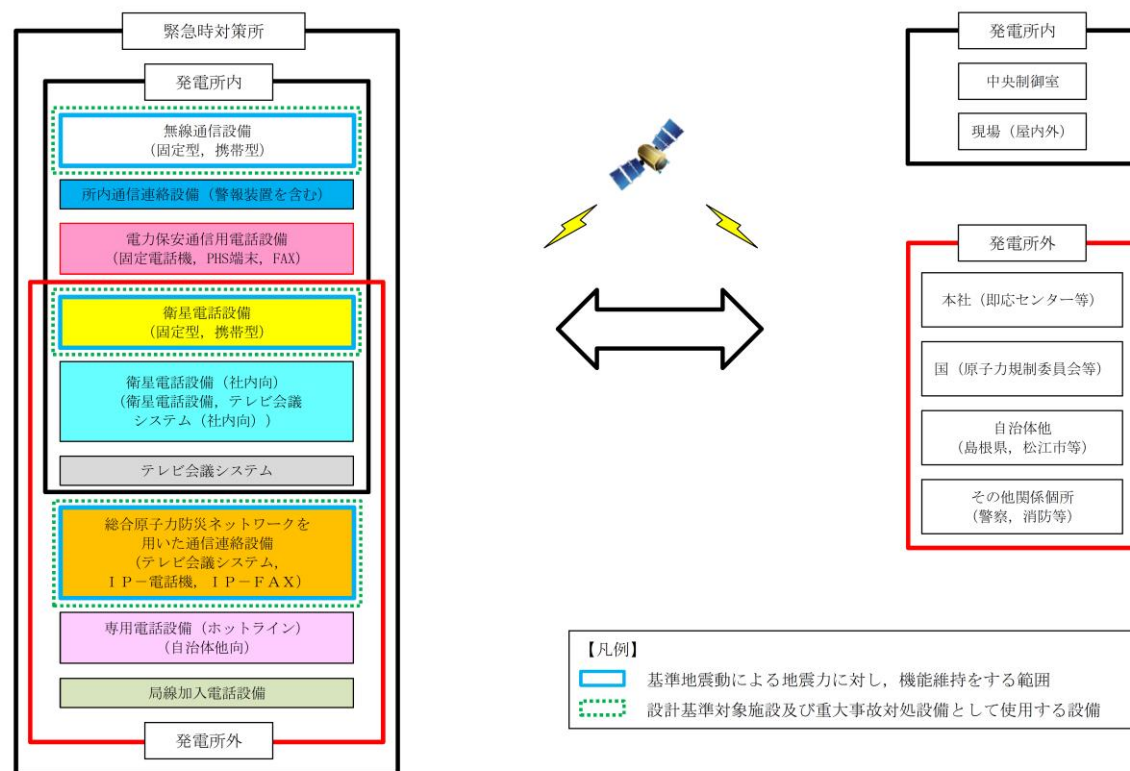 緊急時対策所
発電所内
無線通信設備
(固定型，携帯型)
所内通信連絡設備（警報装置を含む）
電力保安通信用電話設備
(固定電話機，PHS端末，FAX)
衛星電話設備
(固定型，携帯型)
衛星電話設備（社内向）
(衛星電話設備，テレビ会議
システム（社内向）)
テレビ会議システム
総合原子力防災ネットワークを
用いた通信連絡設備
(テレビ会議システム，
ＩＰ－電話機，ＩＰ－ＦＡＸ)
専用電話設備（ホットライン）
(自治体他向)
局線加入電話設備
発電所外
発電所内
中央制御室
現場（屋内外）
発電所外
本社（即応センター等）
国（原子力規制委員会等）
自治体他
(島根県，松江市等)
その他関係個所
(警察，消防等)
【凡例】
基準地震動による地震力に対し，機能維持をする範囲
設計基準対象施設及び重大事故対処設備として使用する設備